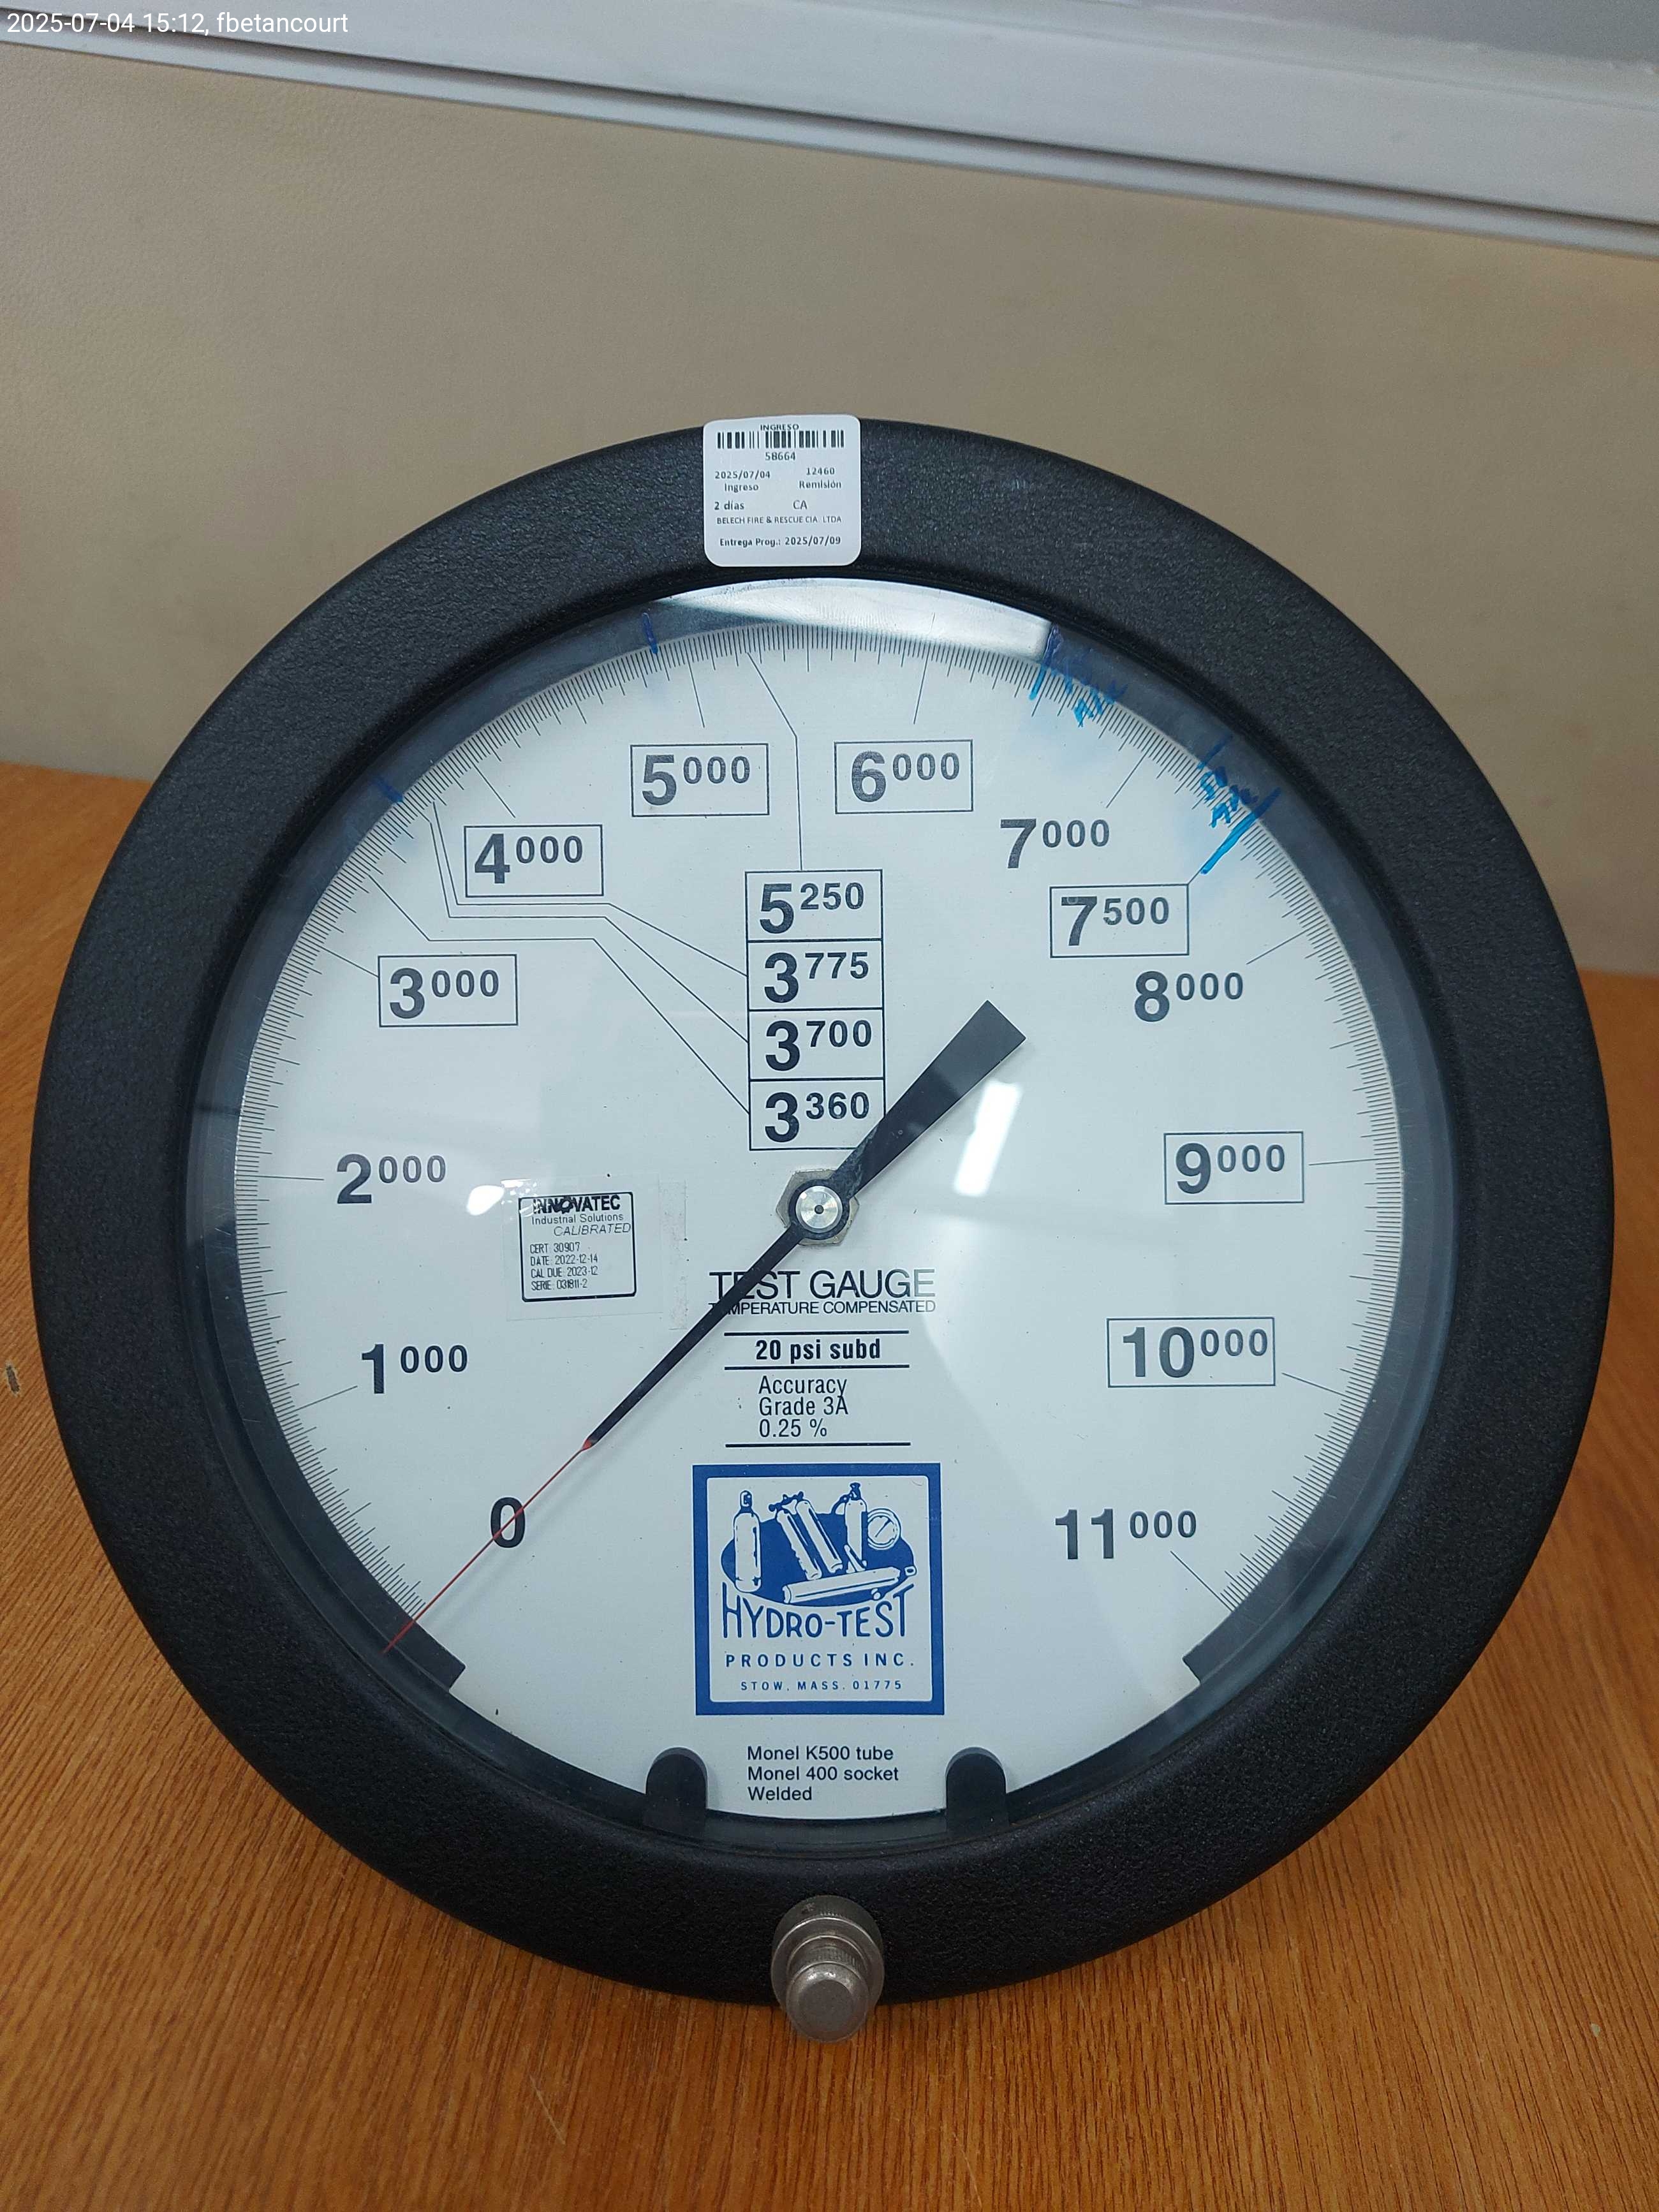 2025-07-04 15:12, fbetancourt
INGRESO
58664
2025/07/04 12460
Ingreso Remisión
2 días CA
BELECH FIRE & RESCUE CIA. LTDA
Entrega Prog.: 2025/07/09
5000
6000
4000
7000
5250
7500
3775
3000
8000
3700
3360
2000
9000
INNOVATEC
Industrial Solutions
CALIBRATED
CERT 30907
DATE: 2022-12-14
CAL DUE: 2023-12
SERIE: 031811-2
TEST GAUGE
TEMPERATURE COMPENSATED
20 psi subd
1000
10000
Accuracy
Grade 3A
0.25 %
0
11000
HYDRO-TEST
PRODUCTS INC.
STOW. MASS. 01775
Monel K500 tube
Monel 400 socket
Welded